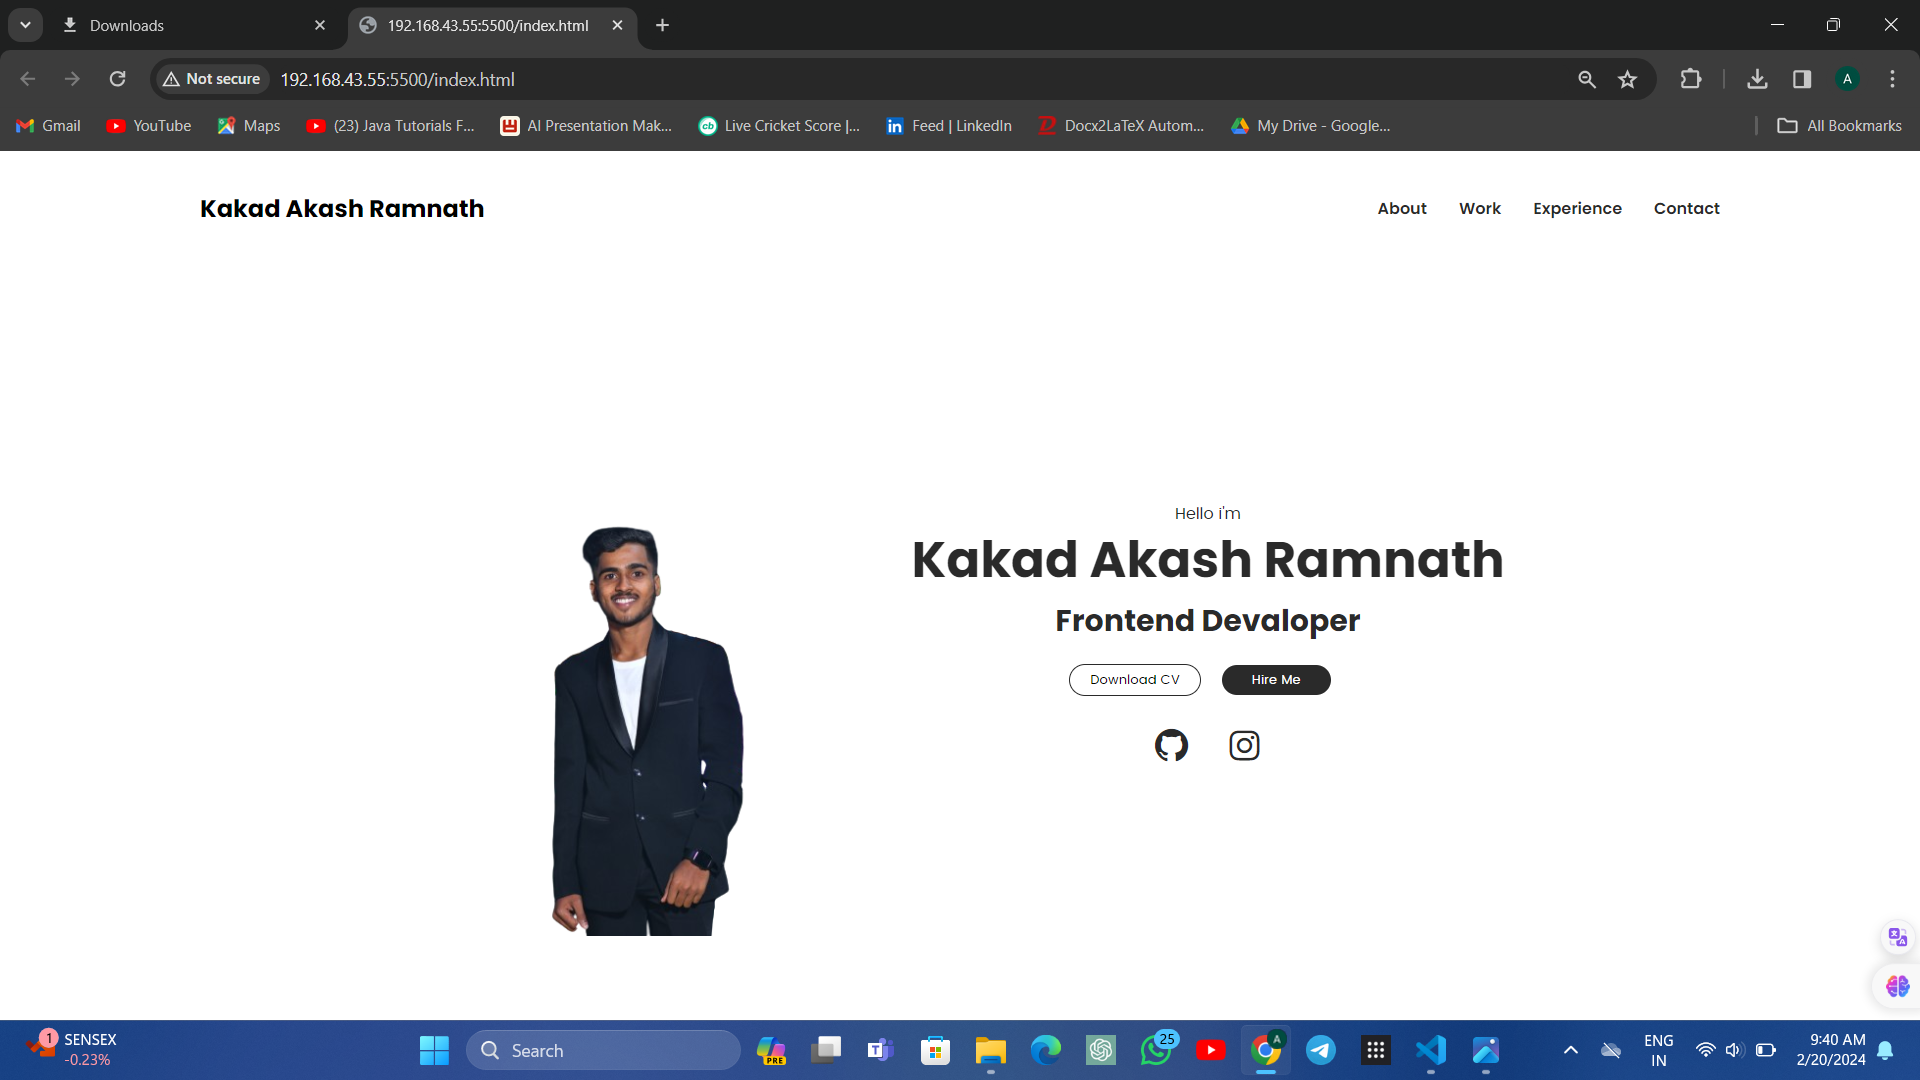 Downloads
192.168.43.55:5500/index.html
Not secure
192.168.43.55:5500/index.html
A
Gmail
YouTube
Maps
(23) Java Tutorials F...
AI Presentation Mak...
cb
Live Cricket Score |...
in
Feed | LinkedIn
Docx2LaTeX Autom...
My Drive - Google...
All Bookmarks
Kakad Akash Ramnath
About
Work
Experience
Contact
Hello i'm
Kakad Akash Ramnath
Frontend Devaloper
Download CV
Hire Me
1
SENSEX
-0.23%
Search
PRE
T
25
A
ENG
IN
9:40 AM
2/20/2024